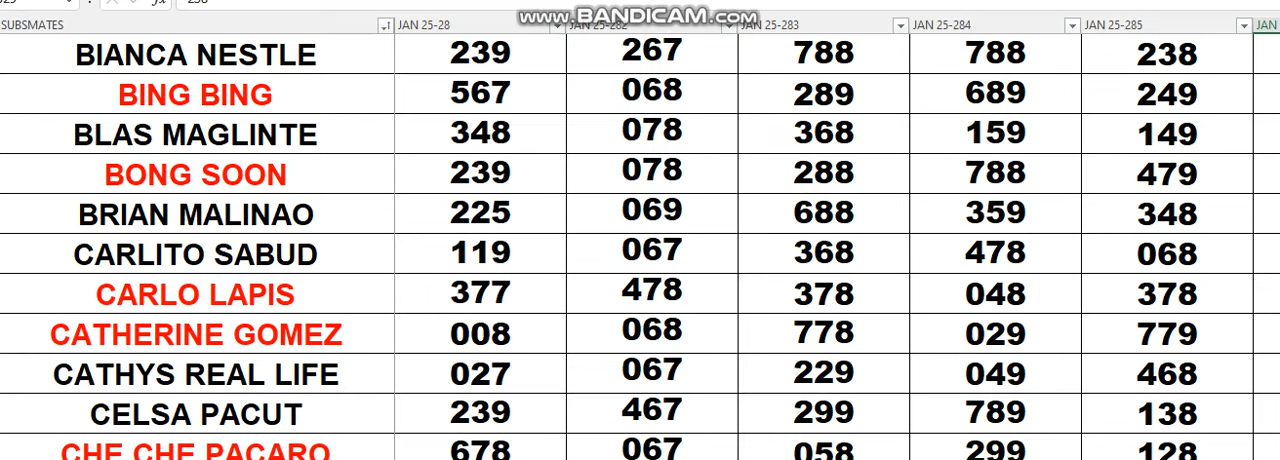 238
www.BANDICAM.com
SUBSMATES JAN 25-28 JAN 25-282 JAN 25-283 JAN 25-284 JAN 25-285 JAN
BIANCA NESTLE 239 267 788 788 238
BING BING 567 068 289 689 249
BLAS MAGLINTE 348 078 368 159 149
BONG SOON 239 078 288 788 479
BRIAN MALINAO 225 069 688 359 348
CARLITO SABUD 119 067 368 478 068
CARLO LAPIS 377 478 378 048 378
CATHERINE GOMEZ 008 068 778 029 779
CATHYS REAL LIFE 027 067 229 049 468
CELSA PACUT 239 467 299 789 138
CHE CHE PACARO 678 067 058 299 128